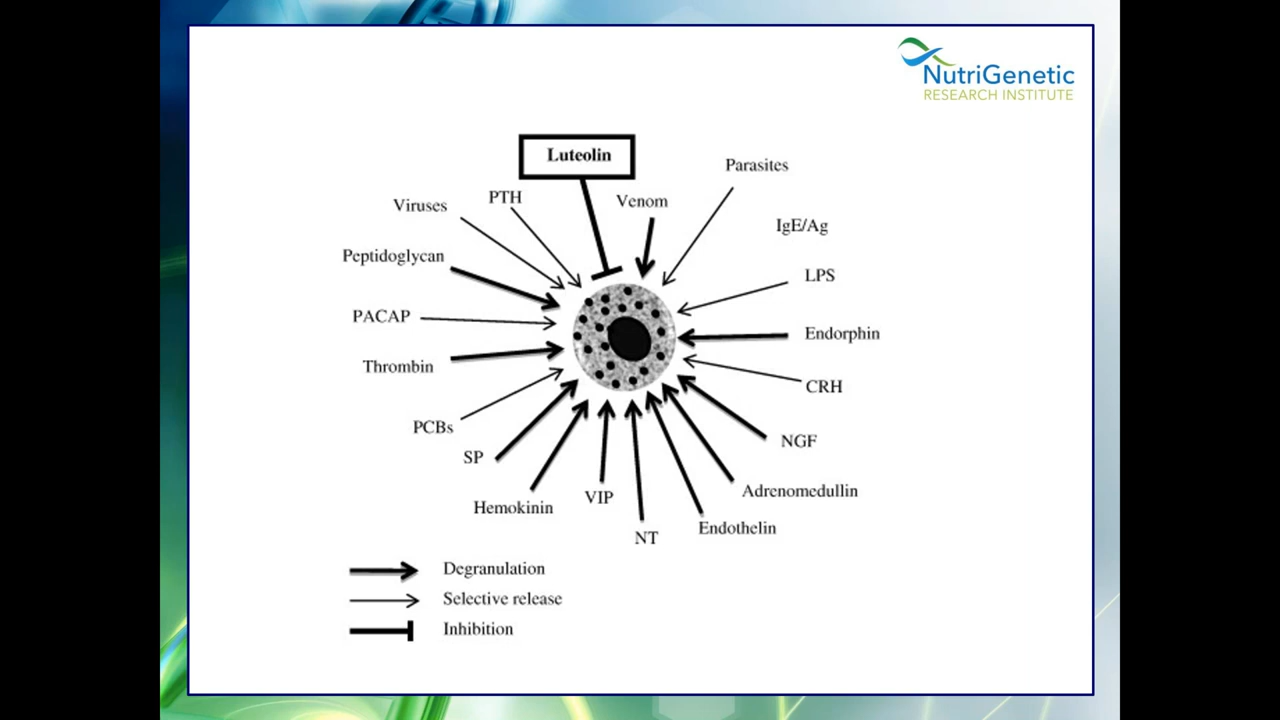 NutriGenetic
RESEARCH INSTITUTE
Luteolin
Parasites
PTH
Venom
Viruses
IgE/Ag
Peptidoglycan
LPS
PACAP
Endorphin
Thrombin
CRH
PCBs
NGF
SP
Adrenomedullin
Hemokinin
VIP
Endothelin
NT
Degranulation
Selective release
Inhibition